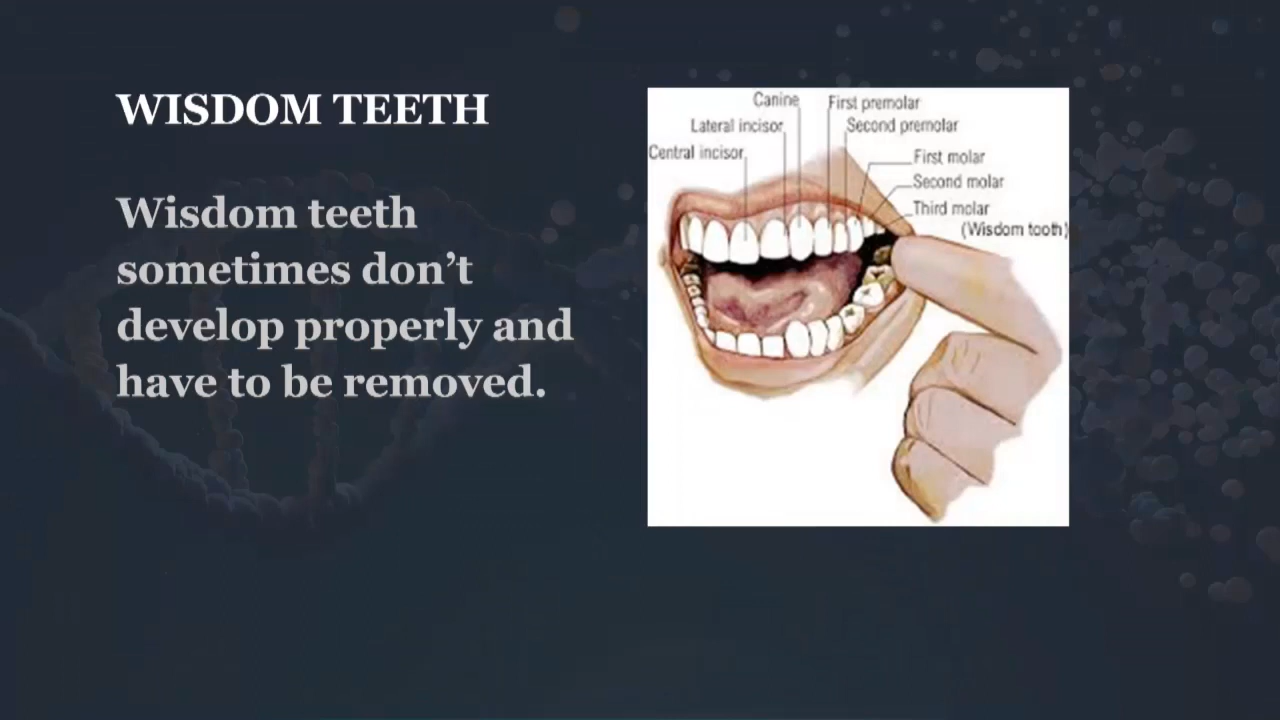 WISDOM TEETH
Wisdom teeth
sometimes don’t
develop properly and
have to be removed.
Canine
First premolar
Lateral incisor
Second premolar
Central incisor
First molar
Second molar
Third molar
(Wisdom tooth)